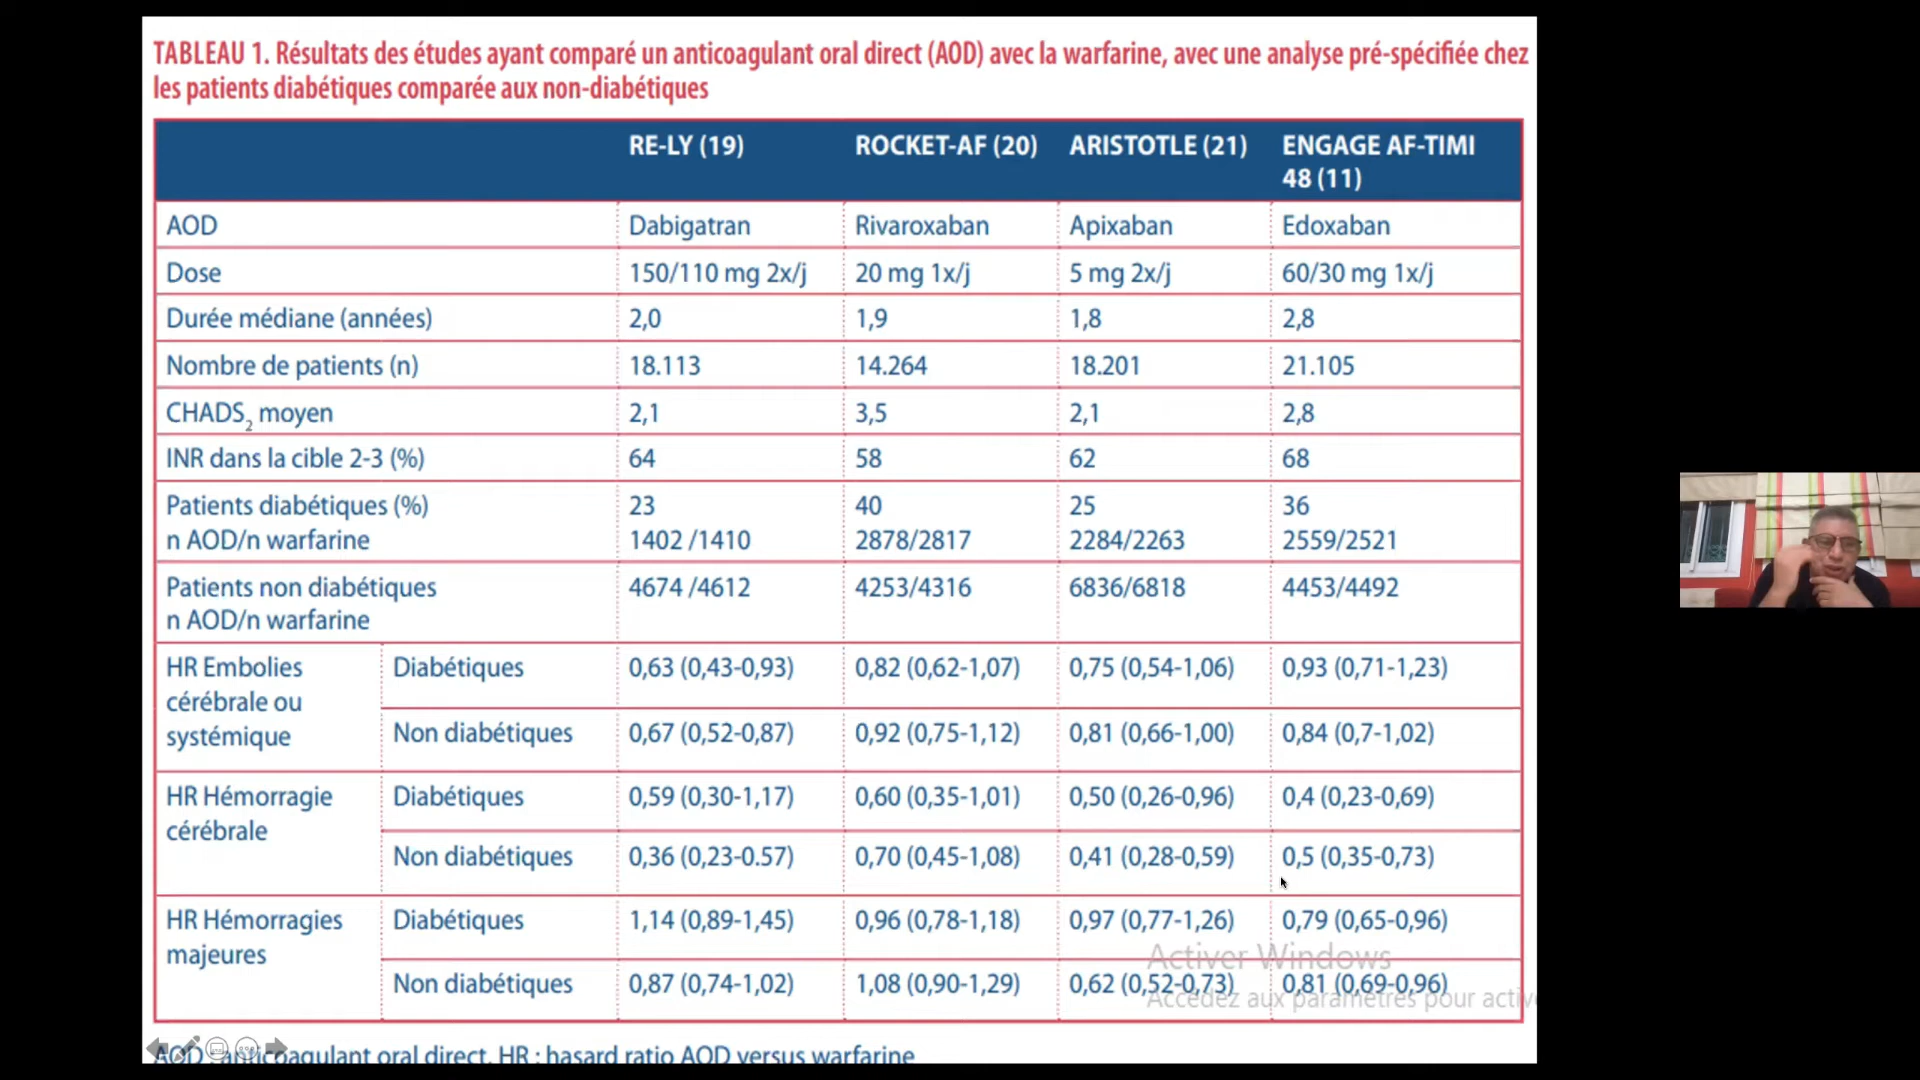 TABLEAU 1. Résultats des études ayant comparé un anticoagulant oral direct (AOD) avec la warfarine, avec une analyse pré-spécifiée chez
les patients diabétiques comparée aux non-diabétiques
RE-LY (19) ROCKET-AF (20) ARISTOTLE (21) ENGAGE AF-TIMI
48 (11)
AOD Dabigatran Rivaroxaban Apixaban Edoxaban
Dose 150/110 mg 2x/j 20 mg 1x/j 5 mg 2x/j 60/30 mg 1x/j
Durée médiane (années) 2,0 1,9 1,8 2,8
Nombre de patients (n) 18.113 14.264 18.201 21.105
CHADS2 moyen 2,1 3,5 2,1 2,8
INR dans la cible 2-3 (%) 64 58 62 68
Patients diabétiques (%) 23 40 25 36
n AOD/n warfarine 1402 /1410 2878/2817 2284/2263 2559/2521
Patients non diabétiques 4674 /4612 4253/4316 6836/6818 4453/4492
n AOD/n warfarine
HR Embolies Diabétiques 0,63 (0,43-0,93) 0,82 (0,62-1,07) 0,75 (0,54-1,06) 0,93 (0,71-1,23)
cérébrale ou
systémique Non diabétiques 0,67 (0,52-0,87) 0,92 (0,75-1,12) 0,81 (0,66-1,00) 0,84 (0,7-1,02)
HR Hémorragie Diabétiques 0,59 (0,30-1,17) 0,60 (0,35-1,01) 0,50 (0,26-0,96) 0,4 (0,23-0,69)
cérébrale
Non diabétiques 0,36 (0,23-0.57) 0,70 (0,45-1,08) 0,41 (0,28-0,59) 0,5 (0,35-0,73)
HR Hémorragies Diabétiques 1,14 (0,89-1,45) 0,96 (0,78-1,18) 0,97 (0,77-1,26) 0,79 (0,65-0,96)
majeures
Activer Windows
Non diabétiques 0,87 (0,74-1,02) 1,08 (0,90-1,29) 0,62 (0,52-0,73) 0,81 (0,69-0,96)
Accédez aux paramètres pour activ
AOD : anticoagulant oral direct, HR : hasard ratio AOD versus warfarine